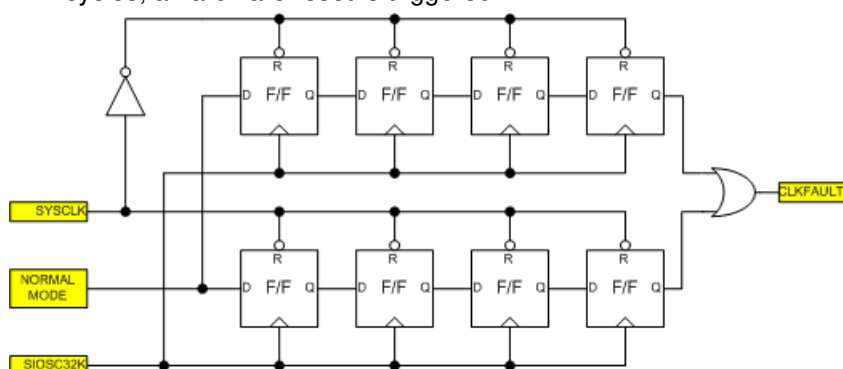 R R R R
D F/F Q D F/F Q D F/F Q D F/F Q
CLKFAULT
SYSCLK
R R R R
NORMAL
MODE
D F/F Q D F/F Q D F/F Q D F/F Q
SIOSC32K